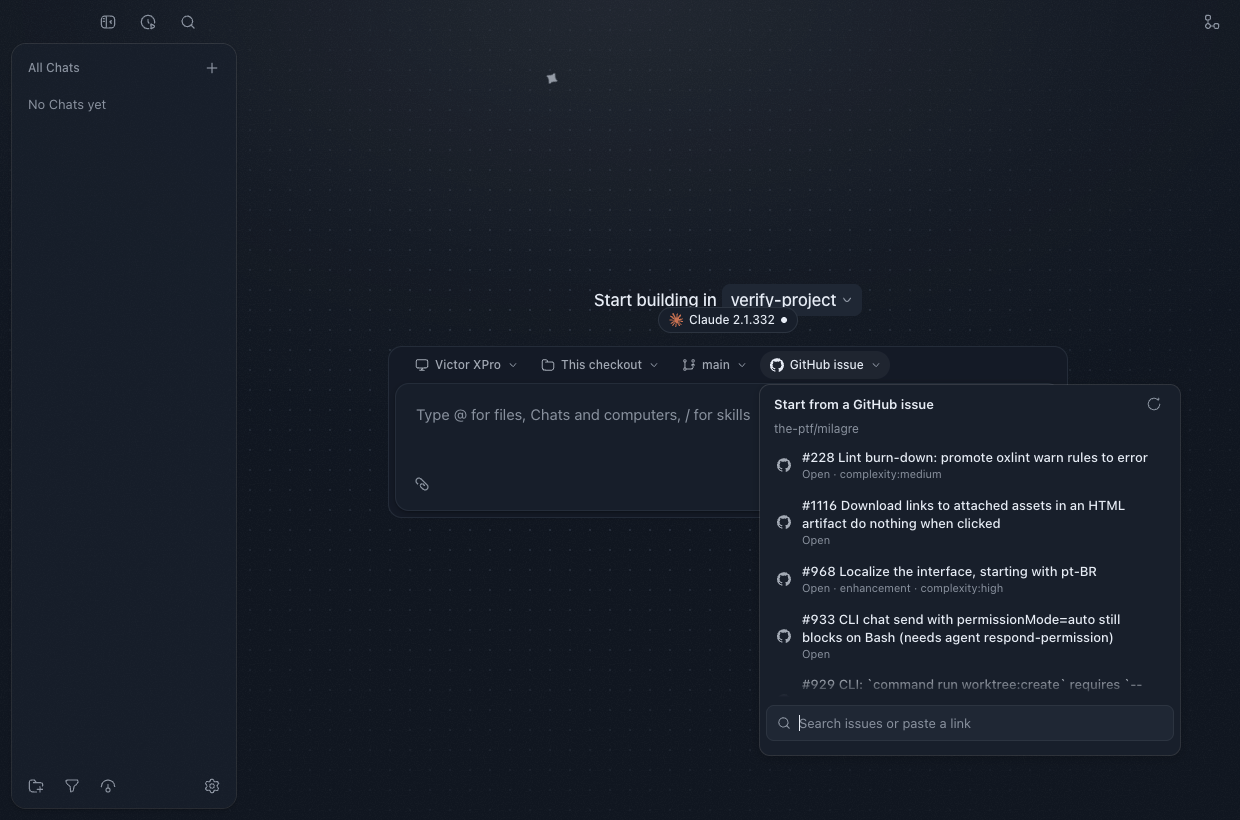 All Chats
No Chats yet
Start building in verify-project
Claude 2.1.332
Victor XPro
This checkout
main
GitHub issue
Type @ for files, Chats and computers, / for skills
Start from a GitHub issue
the-ptf/milagre
#228 Lint burn-down: promote oxlint warn rules to error
Open · complexity:medium
#1116 Download links to attached assets in an HTML
artifact do nothing when clicked
Open
#968 Localize the interface, starting with pt-BR
Open · enhancement · complexity:high
#933 CLI chat send with permissionMode=auto still
blocks on Bash (needs agent respond-permission)
Open
#929 CLI: `command run worktree:create` requires `--
Search issues or paste a link